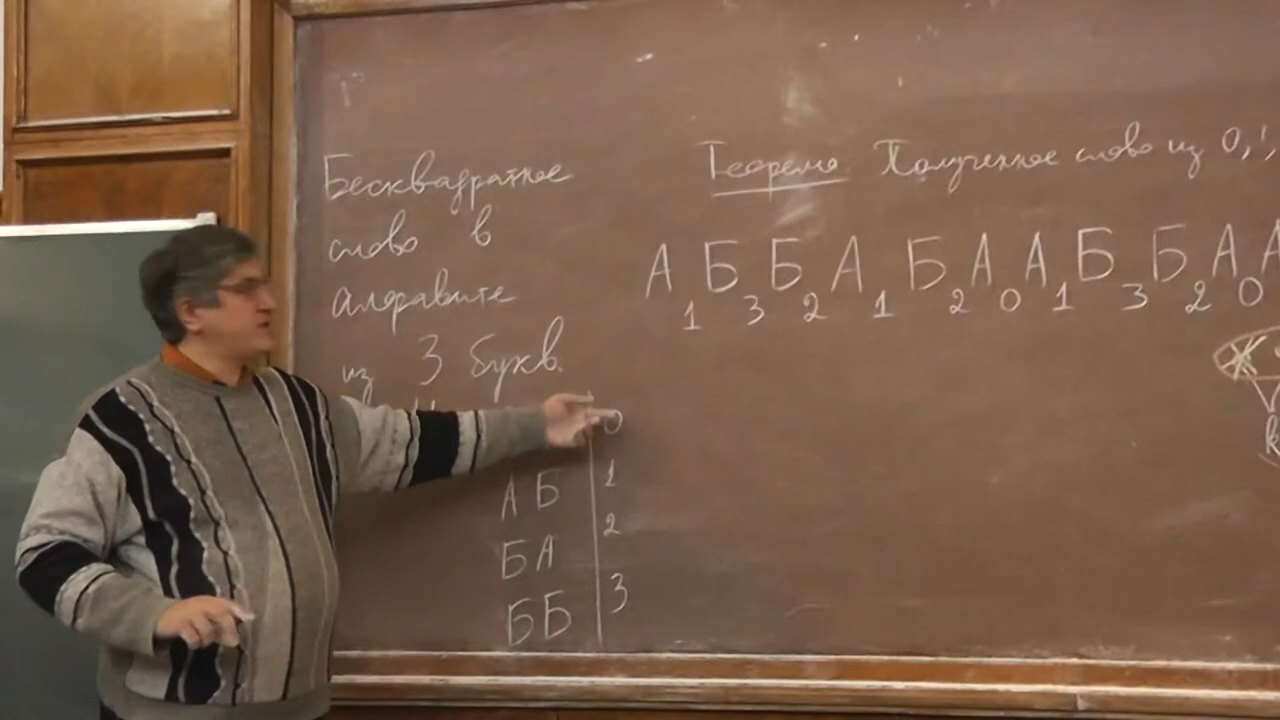 Бесквадратное
слово в
алфавите
из 3 букв.
0
А Б 1
БА 2
ББ 3
Теорема Полученное слово из 0, 1,
А Б Б А Б А А Б Б А А
1 3 2 1 2 0 1 3 2 0
k